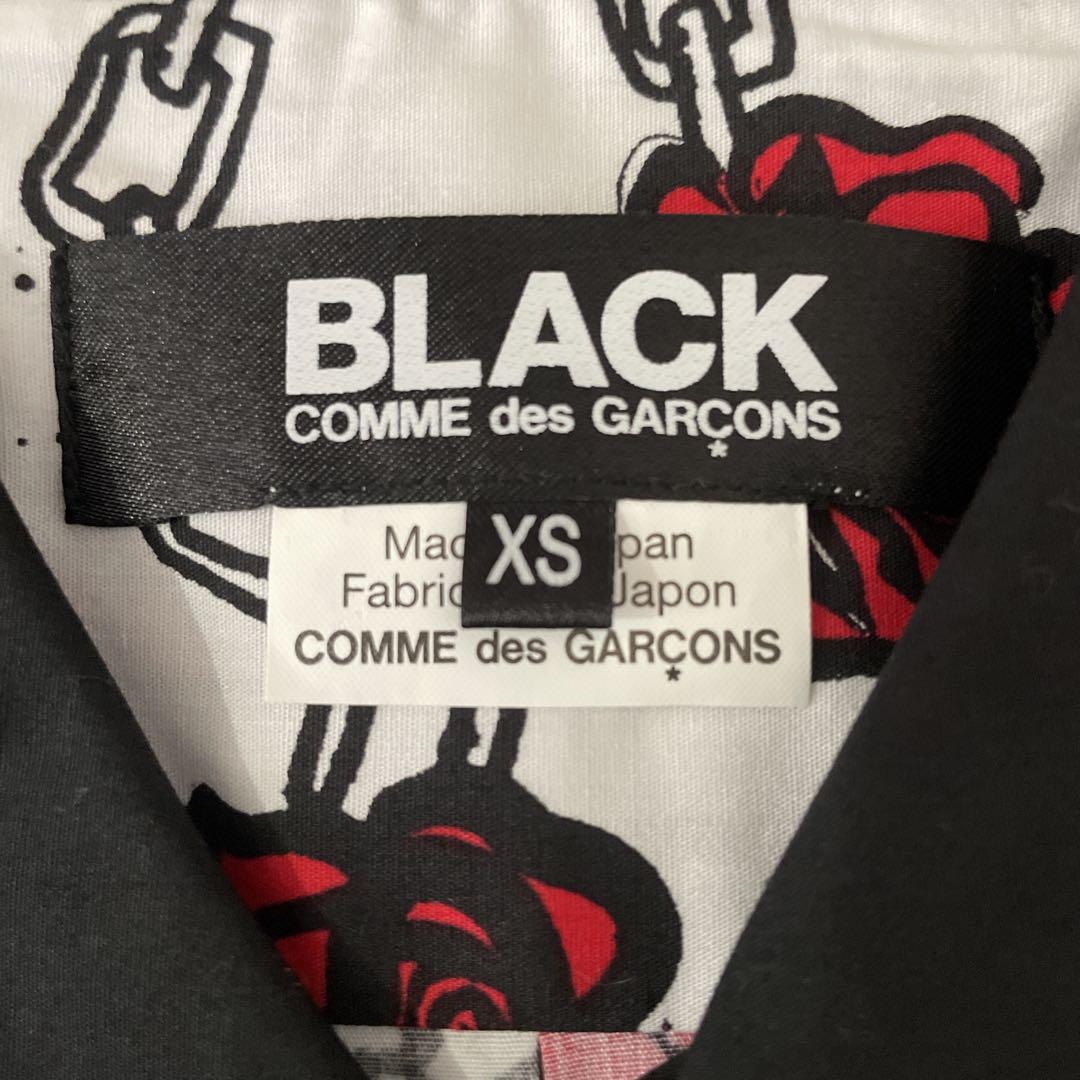 BLACK
COMME des GARÇONS
XS
Mac pan
Fabric Japon
COMME des GARÇONS